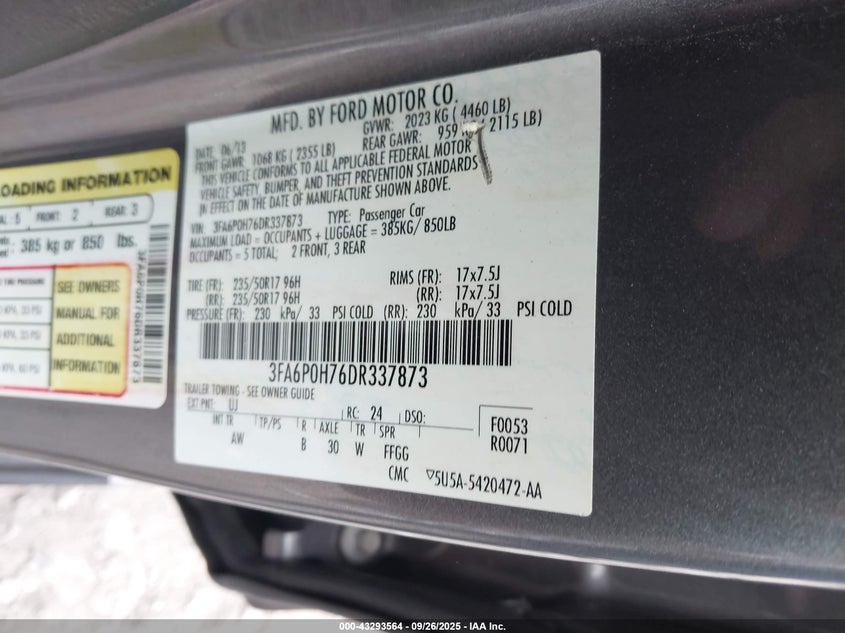 MFD. BY FORD MOTOR CO.
DATE: 06/13
GVWR: 2023 KG ( 4460 LB)
FRONT GAWR: 1068 KG ( 2355 LB)
REAR GAWR: 959 2115 LB)
THIS VEHICLE CONFORMS TO ALL APPLICABLE FEDERAL MOTOR
VEHICLE SAFETY, BUMPER, AND THEFT PREVENTION STANDARDS
IN EFFECT ON THE DATE OF MANUFACTURE SHOWN ABOVE.
VIN: 3FA6P0H76DR337873 TYPE: Passenger Car
MAXIMUM LOAD = OCCUPANTS + LUGGAGE = 385KG/ 850LB
OCCUPANTS = 5 TOTAL; 2 FRONT, 3 REAR
TIRE (FR): 235/50R17 96H RIMS (FR): 17x7.5J
(RR): 235/50R17 96H (RR): 17x7.5J
PRESSURE (FR): 230 kPa/ 33 PSI COLD (RR): 230 kPa/ 33 PSI COLD
3FA6P0H76DR337873
TRAILER TOWING - SEE OWNER GUIDE
EXT PNT: UJ RC: 24 DSO:
INT TR TP/PS R AXLE TR SPR
AW B 30 W FFGG
F0053
R0071
CMC ▽5U5A-5420472-AA
LOADING INFORMATION
5 FRONT: 2 REAR: 3
385 kg or 850 lbs.
SEE OWNERS
MANUAL FOR
ADDITIONAL
INFORMATION
3FA6P0H76DR337873
000-43293564 09/26/2025 - IAA Inc.